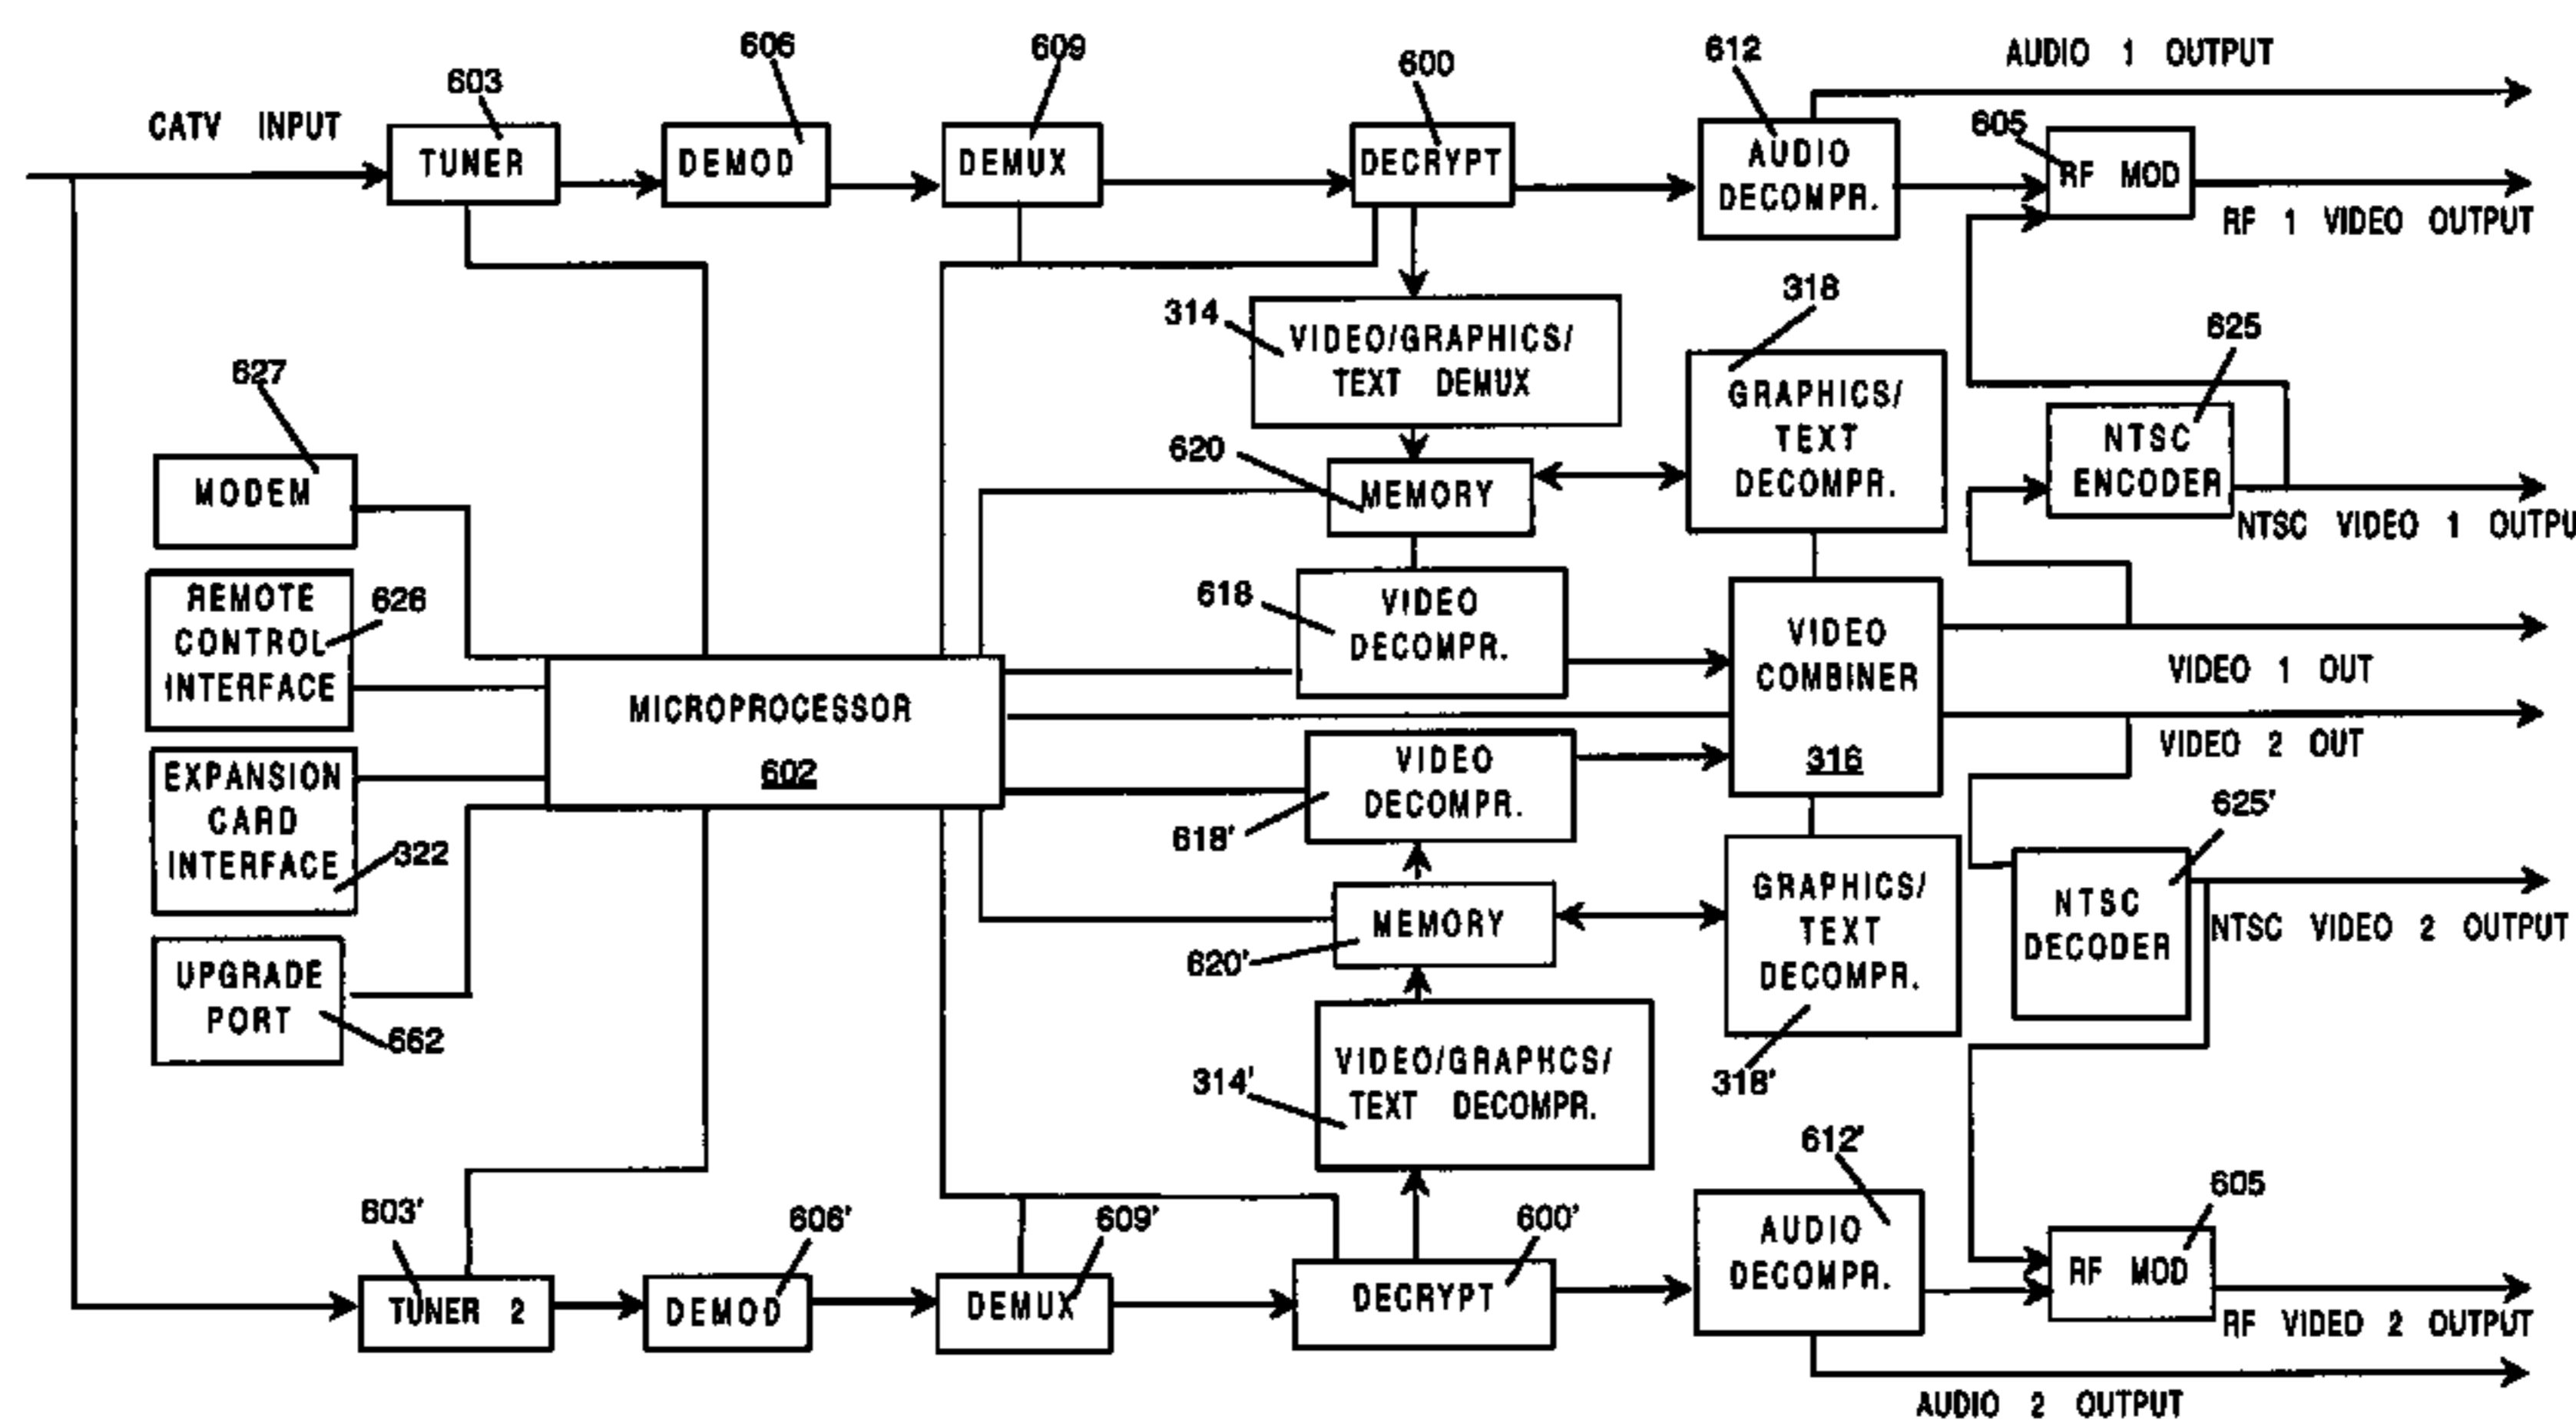 606
609
612
AUDIO 1 OUTPUT
603
600
CATV INPUT
605
TUNER
DEMOD
DEMUX
DECRYPT
AUDIO
DECOMPR.
RF MOD
RF 1 VIDEO OUTPUT
314
VIDEO/GRAPHICS/
TEXT DEMUX
318
GRAPHICS/
TEXT
DECOMPR.
625
NTSC
ENCODER
NTSC VIDEO 1 OUTPU
627
MODEM
620
MEMORY
REMOTE
CONTROL
INTERFACE
626
618
VIDEO
DECOMPR.
VIDEO
COMBINER
316
VIDEO 1 OUT
MICROPROCESSOR
602
VIDEO 2 OUT
EXPANSION
CARD
INTERFACE
322
VIDEO
DECOMPR.
618'
625'
NTSC
DECODER
NTSC VIDEO 2 OUTPUT
MEMORY
620'
GRAPHICS/
TEXT
DECOMPR.
318'
UPGRADE
PORT
662
VIDEO/GRAPHCS/
TEXT DECOMPR.
314'
612'
603'
606'
609'
600'
605
TUNER 2
DEMOD
DEMUX
DECRYPT
AUDIO
DECOMPR.
RF MOD
RF VIDEO 2 OUTPUT
AUDIO 2 OUTPUT